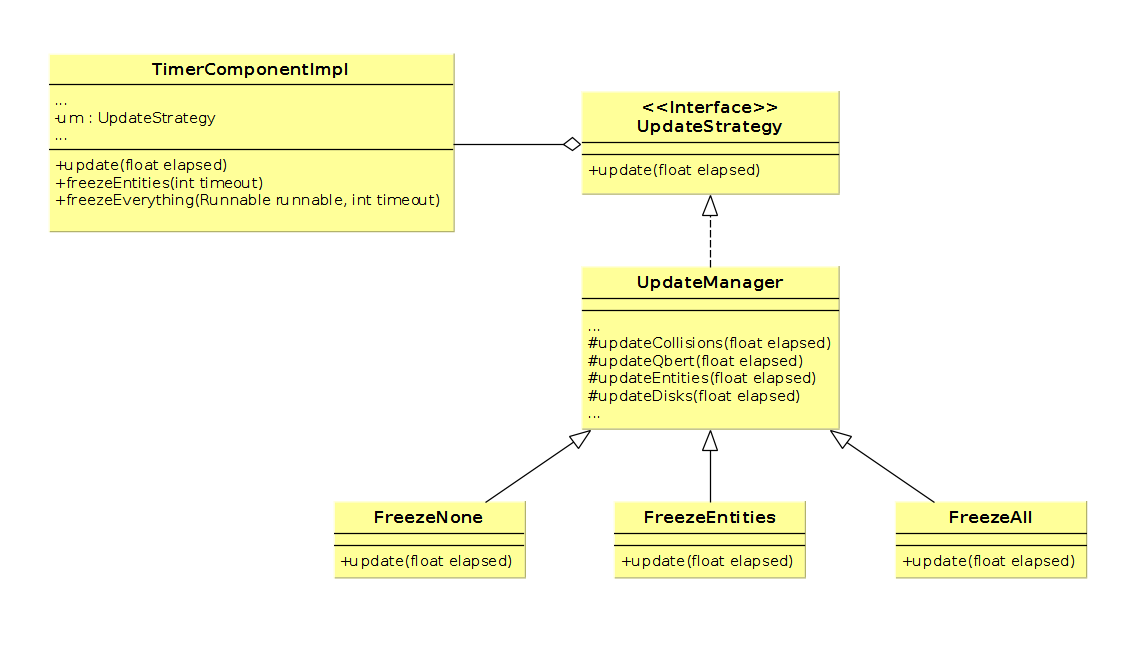 TimerComponentImpl
...
-um : UpdateStrategy
...
+update(float elapsed)
+freezeEntities(int timeout)
+freezeEverything(Runnable runnable, int timeout)
<<Interface>>
UpdateStrategy
+update(float elapsed)
UpdateManager
...
#updateCollisions(float elapsed)
#updateQbert(float elapsed)
#updateEntities(float elapsed)
#updateDisks(float elapsed)
...
FreezeNone
+update(float elapsed)
FreezeEntities
+update(float elapsed)
FreezeAll
+update(float elapsed)